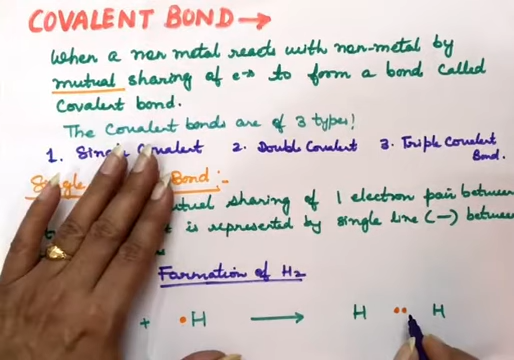 COVALENT BOND →
When a non metal reacts with non-metal by
mutual sharing of e⁻s to form a bond called
Covalent bond.
The Covalent bonds are of 3 types!
1. Single Covalent 2. Double Covalent 3. Triple Covalent
Bond.
Single Bond:-
mutual sharing of 1 electron pair between
is represented by single line (—) between
Formation of H₂
+ •H → H •• H